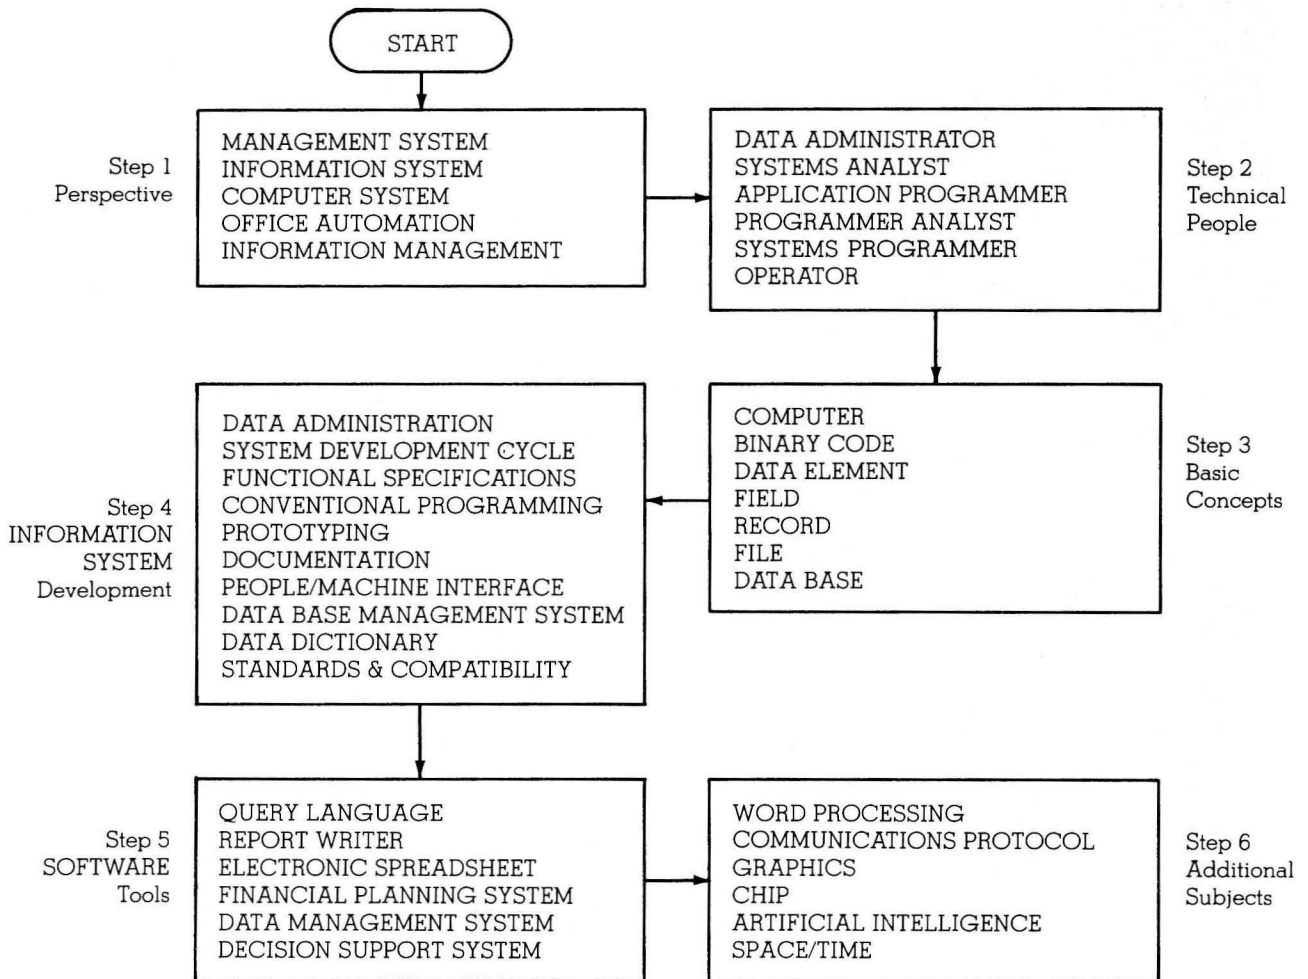 START
Step 1
Perspective
MANAGEMENT SYSTEM
INFORMATION SYSTEM
COMPUTER SYSTEM
OFFICE AUTOMATION
INFORMATION MANAGEMENT
DATA ADMINISTRATOR
SYSTEMS ANALYST
APPLICATION PROGRAMMER
PROGRAMMER ANALYST
SYSTEMS PROGRAMMER
OPERATOR
Step 2
Technical
People
COMPUTER
BINARY CODE
DATA ELEMENT
FIELD
RECORD
FILE
DATA BASE
Step 3
Basic
Concepts
Step 4
INFORMATION
SYSTEM
Development
DATA ADMINISTRATION
SYSTEM DEVELOPMENT CYCLE
FUNCTIONAL SPECIFICATIONS
CONVENTIONAL PROGRAMMING
PROTOTYPING
DOCUMENTATION
PEOPLE/MACHINE INTERFACE
DATA BASE MANAGEMENT SYSTEM
DATA DICTIONARY
STANDARDS & COMPATIBILITY
Step 5
SOFTWARE
Tools
QUERY LANGUAGE
REPORT WRITER
ELECTRONIC SPREADSHEET
FINANCIAL PLANNING SYSTEM
DATA MANAGEMENT SYSTEM
DECISION SUPPORT SYSTEM
WORD PROCESSING
COMMUNICATIONS PROTOCOL
GRAPHICS
CHIP
ARTIFICIAL INTELLIGENCE
SPACE/TIME
Step 6
Additional
Subjects